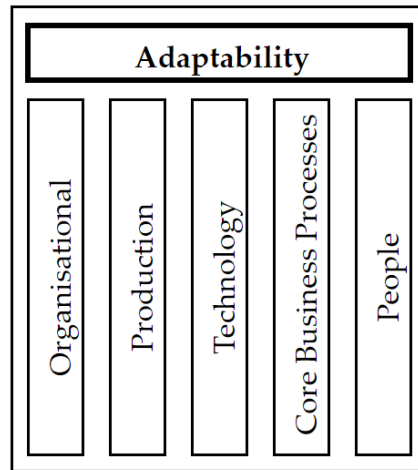 Adaptability
Organisational
Production
Technology
Core Business Processes
People